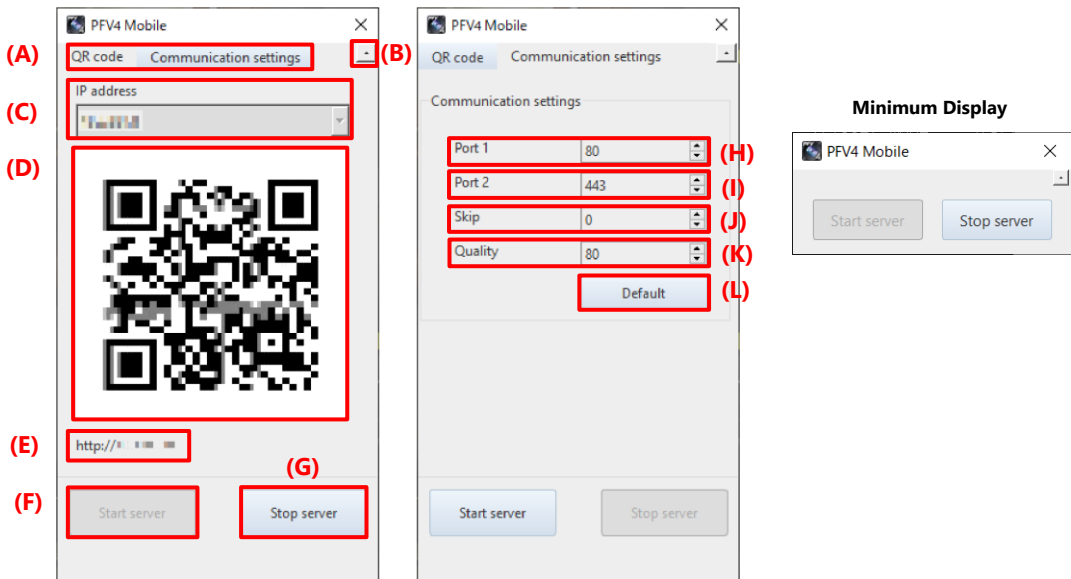 PFV4 Mobile
(A)
QR code
Communication settings
(B)
(C)
IP address
(D)
(E)
http://
(G)
(F)
Start server
Stop server
PFV4 Mobile
QR code
Communication settings
Communication settings
Port 1
80
(H)
Port 2
443
(I)
Skip
0
(J)
Quality
80
(K)
Default
(L)
Start server
Stop server
Minimum Display
PFV4 Mobile
Start server
Stop server